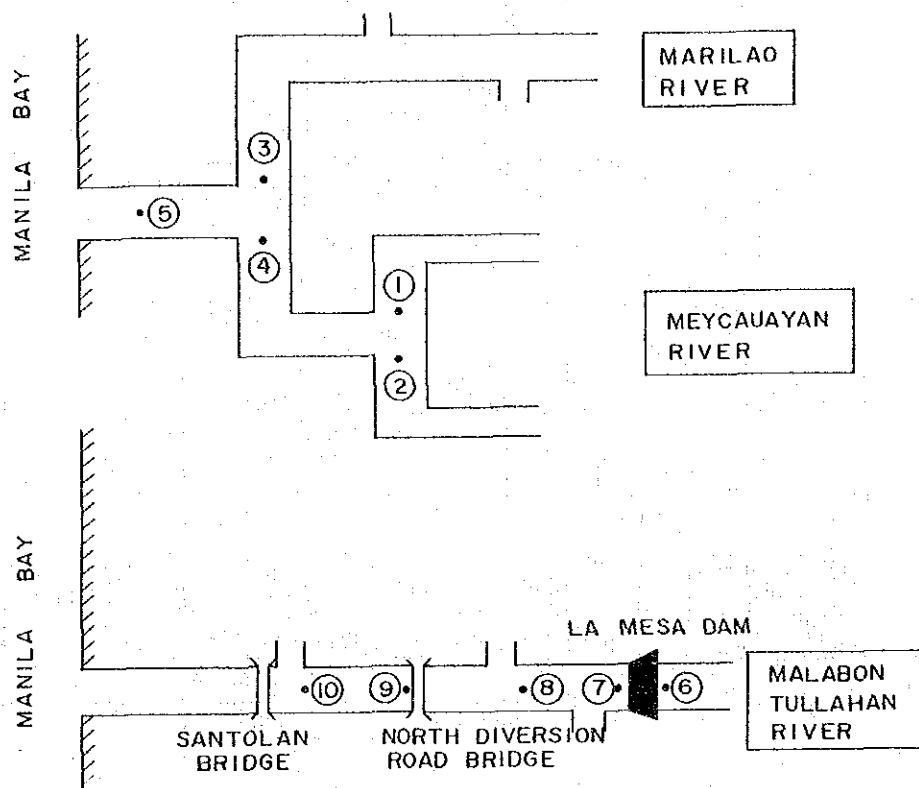 MANILA BAY
MARILAO
RIVER
③
⑤
④
①
②
MEYCAUAYAN
RIVER
MANILA BAY
LA MESA DAM
⑩
⑨
⑧
⑦
⑥
MALABON
TULLAHAN
RIVER
SANTOLAN
BRIDGE
NORTH DIVERSION
ROAD BRIDGE